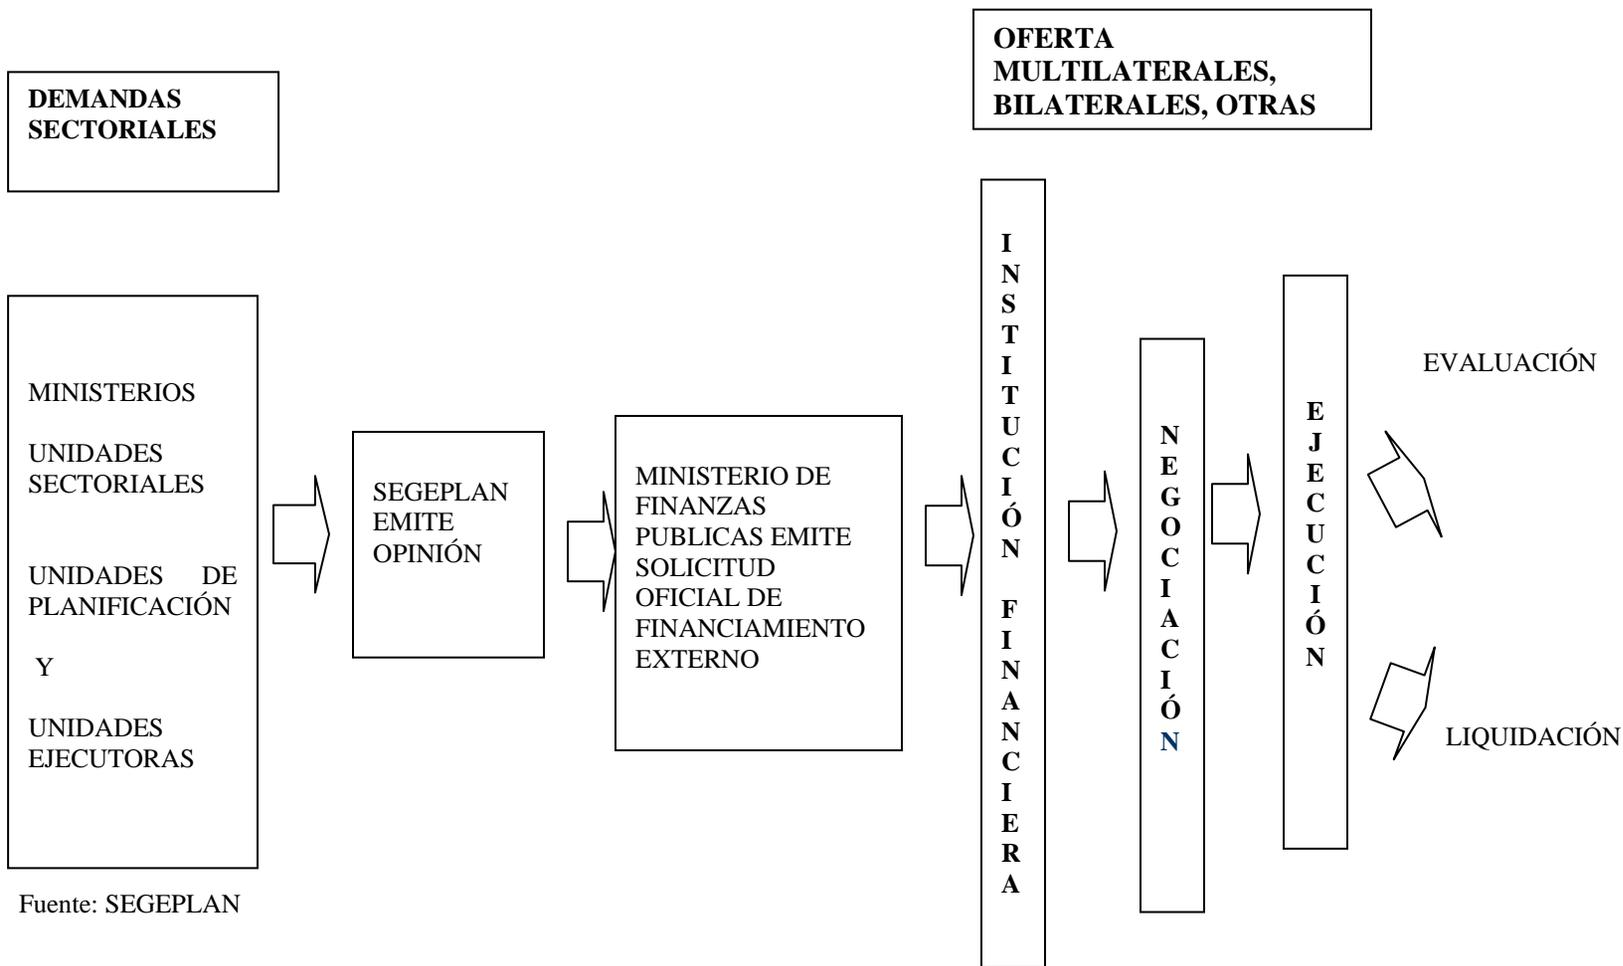 OFERTA
MULTILATERALES,
BILATERALES, OTRAS
DEMANDAS
SECTORIALES
MINISTERIOS
UNIDADES
SECTORIALES
UNIDADES DE
PLANIFICACIÓN
Y
UNIDADES
EJECUTORAS
SEGEPLAN
EMITE
OPINIÓN
MINISTERIO DE
FINANZAS
PUBLICAS EMITE
SOLICITUD
OFICIAL DE
FINANCIAMIENTO
EXTERNO
INSTITUCIÓN FINANCIERA
NEGOCIACIÓN
EJECUCIÓN
EVALUACIÓN
LIQUIDACIÓN
Fuente: SEGEPLAN